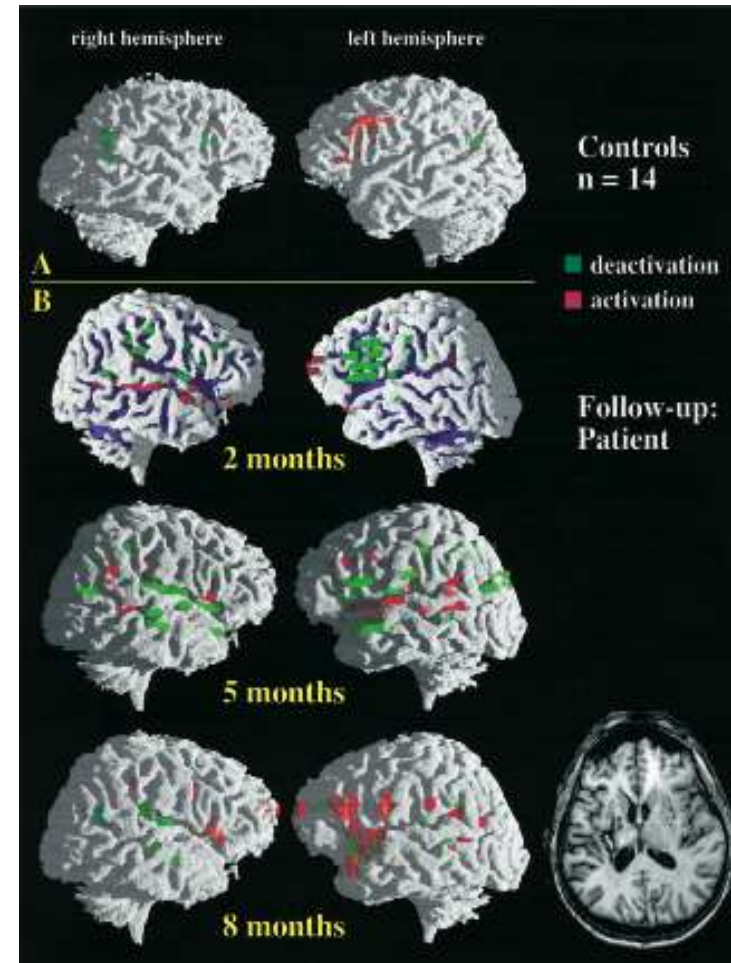 right hemisphere left hemisphere
Controls
n = 14
deactivation
activation
A
B
Follow-up:
Patient
2 months
5 months
8 months